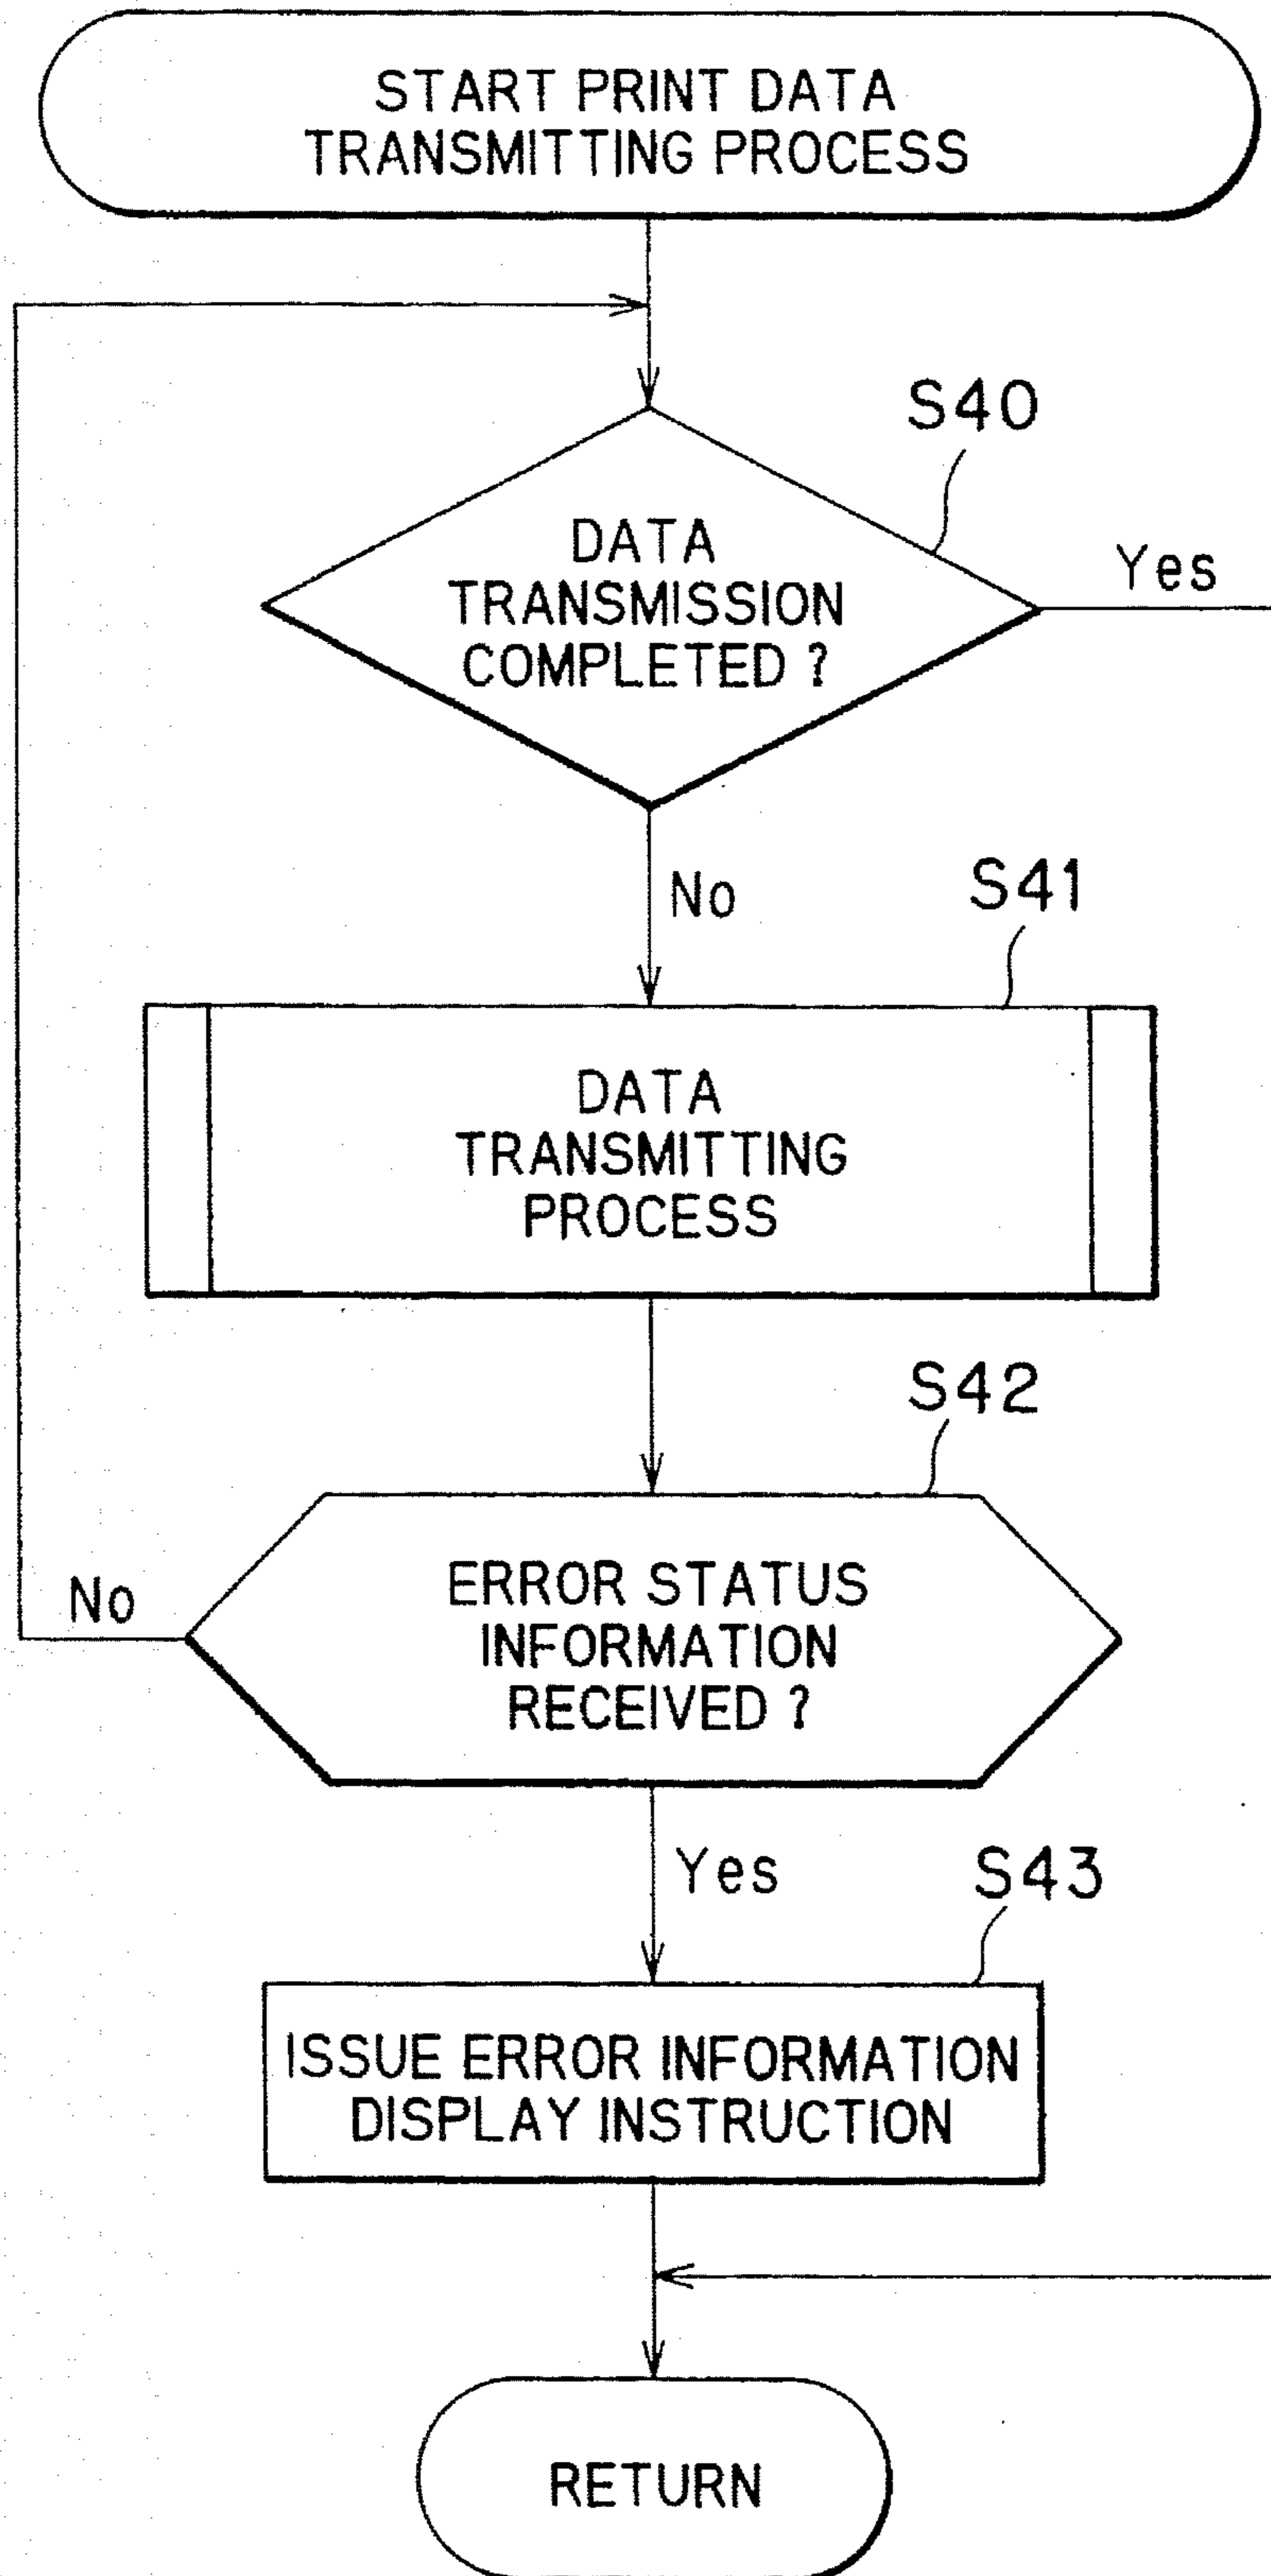 START PRINT DATA
TRANSMITTING PROCESS
S40
DATA
TRANSMISSION
COMPLETED ?
Yes
No
S41
DATA
TRANSMITTING
PROCESS
S42
ERROR STATUS
INFORMATION
RECEIVED ?
No
Yes
S43
ISSUE ERROR INFORMATION
DISPLAY INSTRUCTION
RETURN